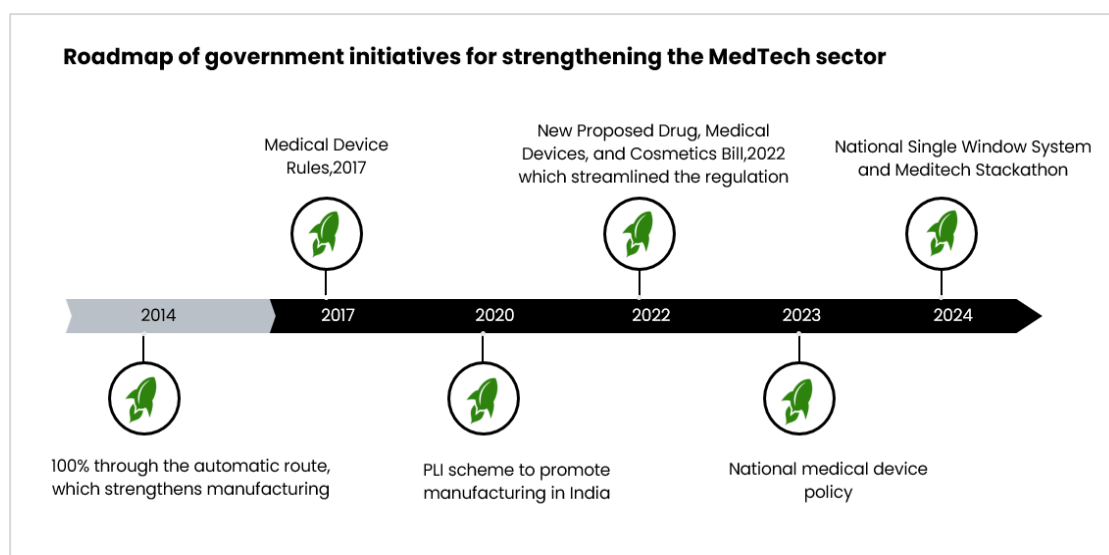 Roadmap of government initiatives for strengthening the MedTech sector
Medical Device
Rules,2017
New Proposed Drug, Medical
Devices, and Cosmetics Bill,2022
which streamlined the regulation
National Single Window System
and Meditech Stackathon
2014
2017
2020
2022
2023
2024
100% through the automatic route,
which strengthens manufacturing
PLI scheme to promote
manufacturing in India
National medical device
policy